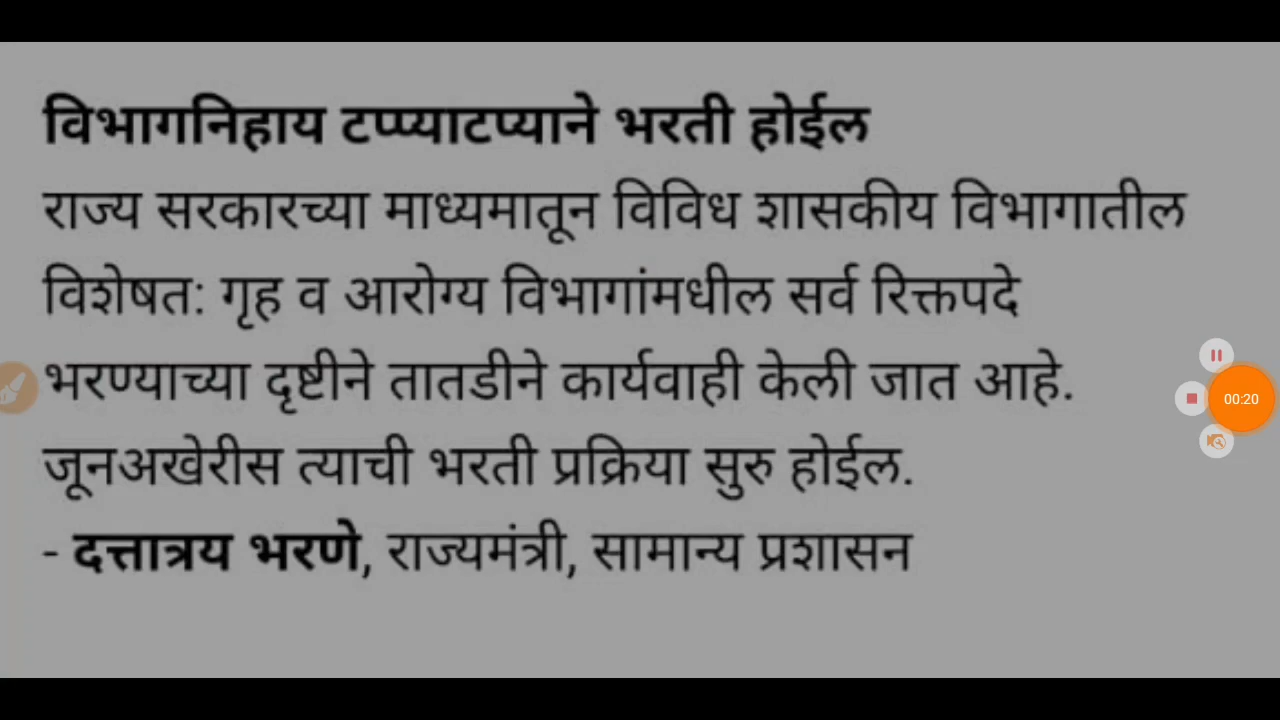 विभागनिहाय टप्प्याटप्याने भरती होईल
राज्य सरकारच्या माध्यमातून विविध शासकीय विभागातील
विशेषत: गृह व आरोग्य विभागांमधील सर्व रिक्तपदे
भरण्याच्या दृष्टीने तातडीने कार्यवाही केली जात आहे.
जूनअखेरीस त्याची भरती प्रक्रिया सुरु होईल.
- दत्तात्रय भरणे, राज्यमंत्री, सामान्य प्रशासन
00:20